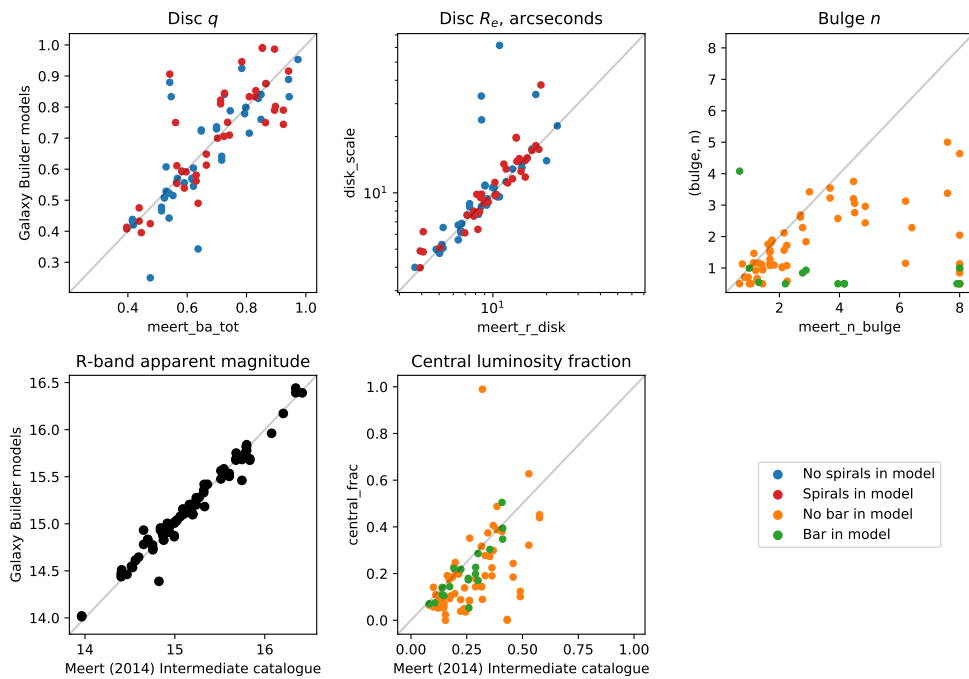 Disc q
Disc Re, arcseconds
Bulge n
Galaxy Builder models
1.0
0.9
0.8
0.7
0.6
0.5
0.4
0.3
0.4 0.6 0.8 1.0
meert_ba_tot
disk_scale
10¹
10¹
meert_r_disk
(bulge, n)
8
7
6
5
4
3
2
1
2 4 6 8
meert_n_bulge
R-band apparent magnitude
Central luminosity fraction
Galaxy Builder models
16.5
16.0
15.5
15.0
14.5
14.0
14 15 16
Meert (2014) Intermediate catalogue
central_frac
1.0
0.8
0.6
0.4
0.2
0.0
0.00 0.25 0.50 0.75 1.00
Meert (2014) Intermediate catalogue
No spirals in model
Spirals in model
No bar in model
Bar in model